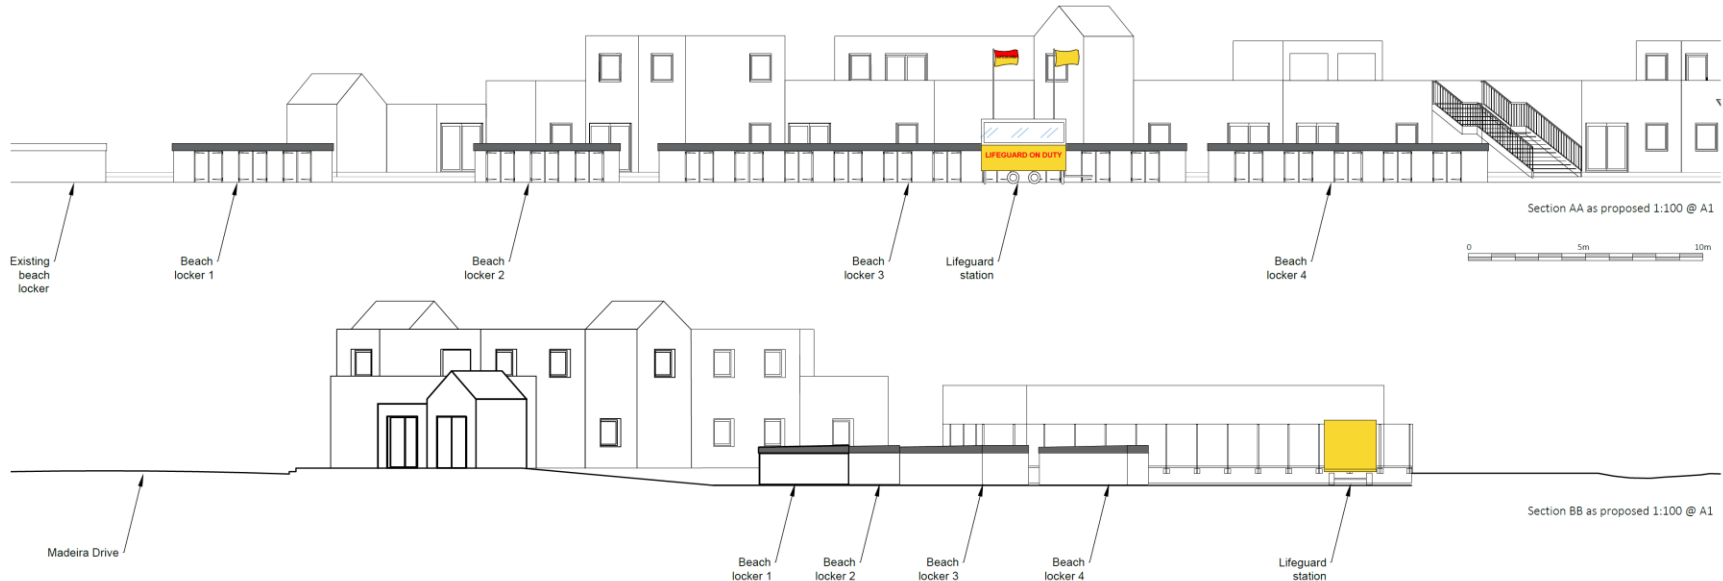 LIFEGUARD ON DUTY
Section AA as proposed 1:100 @ A1
0 5m 10m
Existing
beach
locker
Beach
locker 1
Beach
locker 2
Beach
locker 3
Lifeguard
station
Beach
locker 4
Section BB as proposed 1:100 @ A1
Madeira Drive
Beach
locker 1
Beach
locker 2
Beach
locker 3
Beach
locker 4
Lifeguard
station